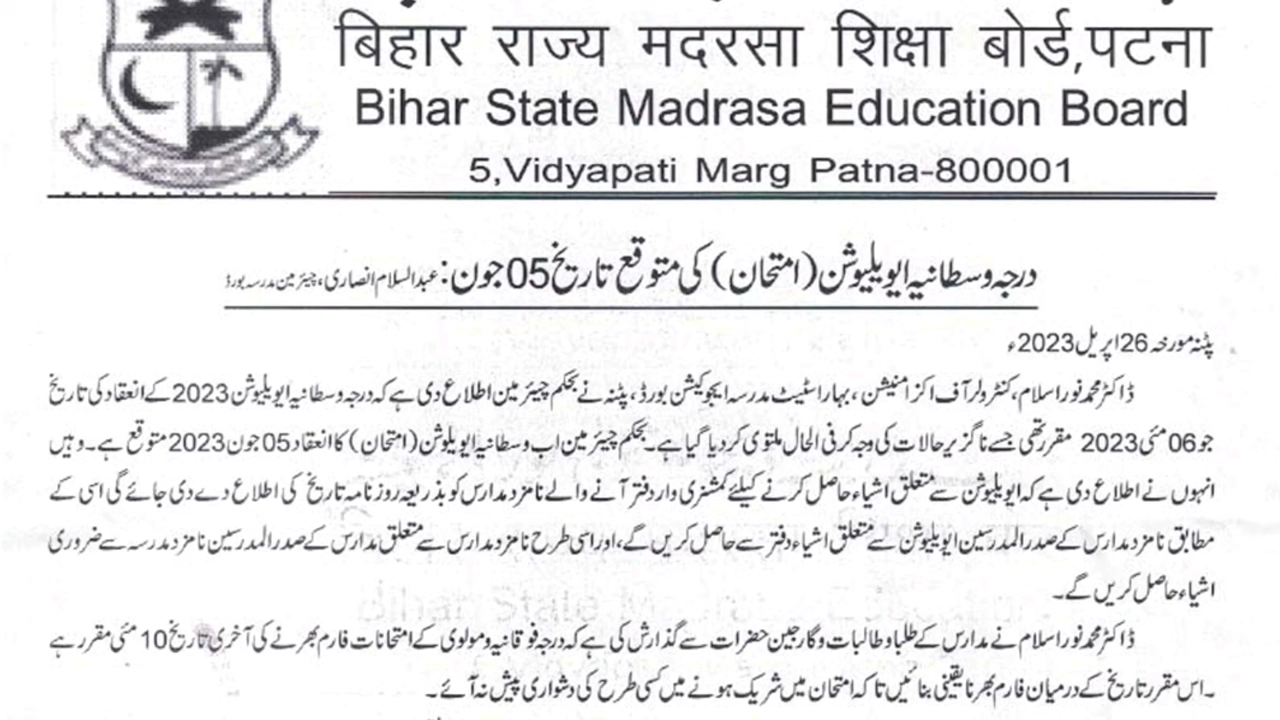 बिहार राज्य मदरसा शिक्षा बोर्ड,पटना
Bihar State Madrasa Education Board
5,Vidyapati Marg Patna-800001
درجہ وسطانیہ ایویلیوشن (امتحان) کی متوقع تاریخ 05 جون: عبدالسلام انصاری، چیئرمین مدرسہ بورڈ
پٹنہ مورخہ 26 اپریل 2023ء
ڈاکٹر محمد نور اسلام، کنٹرولر آف اکزامنیشن، بہار اسٹیٹ مدرسہ ایجوکیشن بورڈ، پٹنہ نے بحکم چیئرمین اطلاع دی ہے کہ درجہ وسطانیہ ایویلیوشن 2023 کے انعقاد کی تاریخ
جو 06 مئی 2023 مقرر تھی جسے ناگزیر حالات کی وجہ کر فی الحال ملتوی کر دیا گیا ہے۔ بحکم چیئرمین اب وسطانیہ ایویلوشن (امتحان) کا انعقاد 05 جون 2023 متوقع ہے۔ وہیں
انہوں نے اطلاع دی ہے کہ ایویلیوشن سے متعلق اشیاء حاصل کرنے کیلئے کمشنری وار دفتر آنے والے نامزد مدارس کو بذریعہ روزنامہ تاریخ کی اطلاع دے دی جائے گی اسی کے
مطابق نامزد مدارس کے صدرالمدرسین ایویلیوشن سے متعلق اشیاء دفتر سے حاصل کریں گے، اور اسی طرح نامزد مدارس سے متعلق مدارس کے صدرالمدرسین نامزد مدرسہ سے ضروری
اشیاء حاصل کریں گے۔
ڈاکٹر محمد نور اسلام نے مدارس کے طلبا و طالبات و گارجین حضرات سے گذارش کی ہے کہ درجہ فوقانیہ و مولوی کے امتحانات فارم بھرنے کی آخری تاریخ 10 مئی مقرر ہے
۔ اس مقرر تاریخ کے درمیان فارم بھرنا یقینی بنائیں تاکہ امتحان میں شریک ہونے میں کسی طرح کی دشواری پیش نہ آئے۔